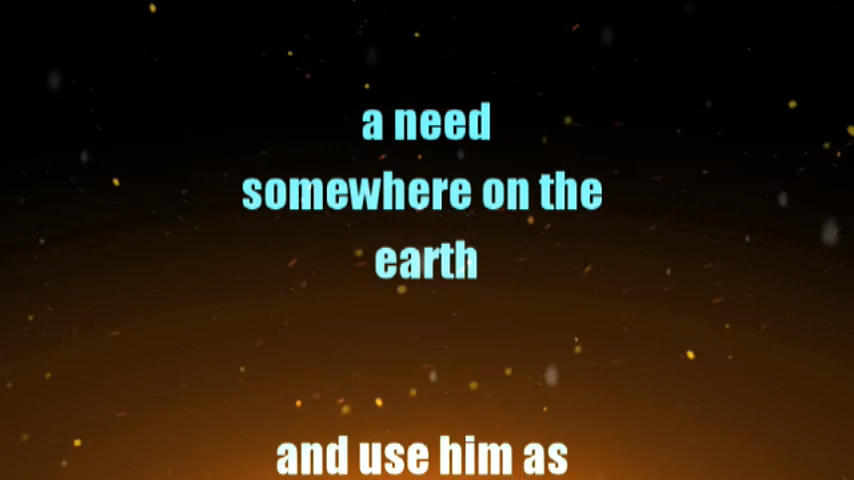 a need
somewhere on the
earth
and use him as